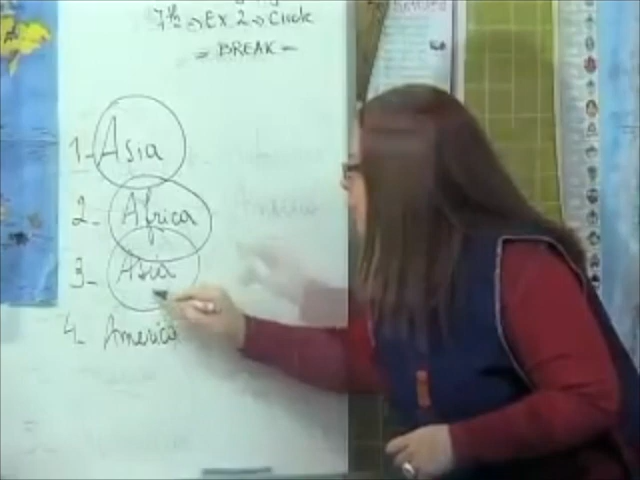 7½ → Ex. 2 → Circle
= BREAK -
1- Asia
2- Africa
3- Asia
4. America